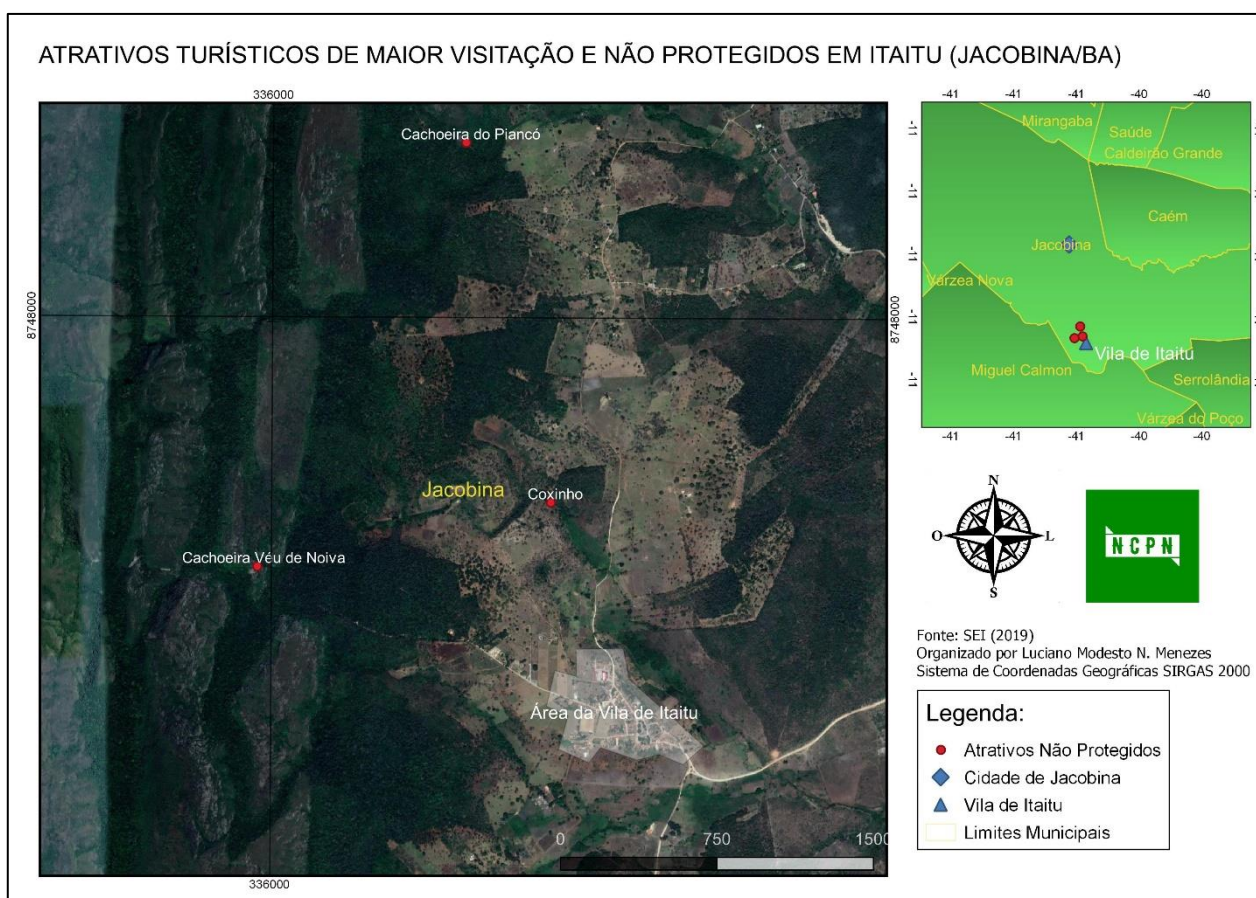 ATRATIVOS TURÍSTICOS DE MAIOR VISITAÇÃO E NÃO PROTEGIDOS EM ITAITU (JACOBINA/BA)
336000
Cachoeira do Piancó
8748000
8748000
Jacobina
Coxinho
Cachoeira Véu de Noiva
Área da Vila de Itaitu
0 750 1500
336000
-41 -41 -41 -40 -40
-11
-11
-11
-11
-11
Mirangaba
Saúde
Caldeirão Grande
Caém
Jacobina
Várzea Nova
Vila de Itaitu
Miguel Calmon
Serrolândia
Várzea do Poço
-41 -41 -41 -40 -40
N
O L
S
NCPN
Fonte: SEI (2019)
Organizado por Luciano Modesto N. Menezes
Sistema de Coordenadas Geográficas SIRGAS 2000
Legenda:
Atrativos Não Protegidos
Cidade de Jacobina
Vila de Itaitu
Limites Municipais